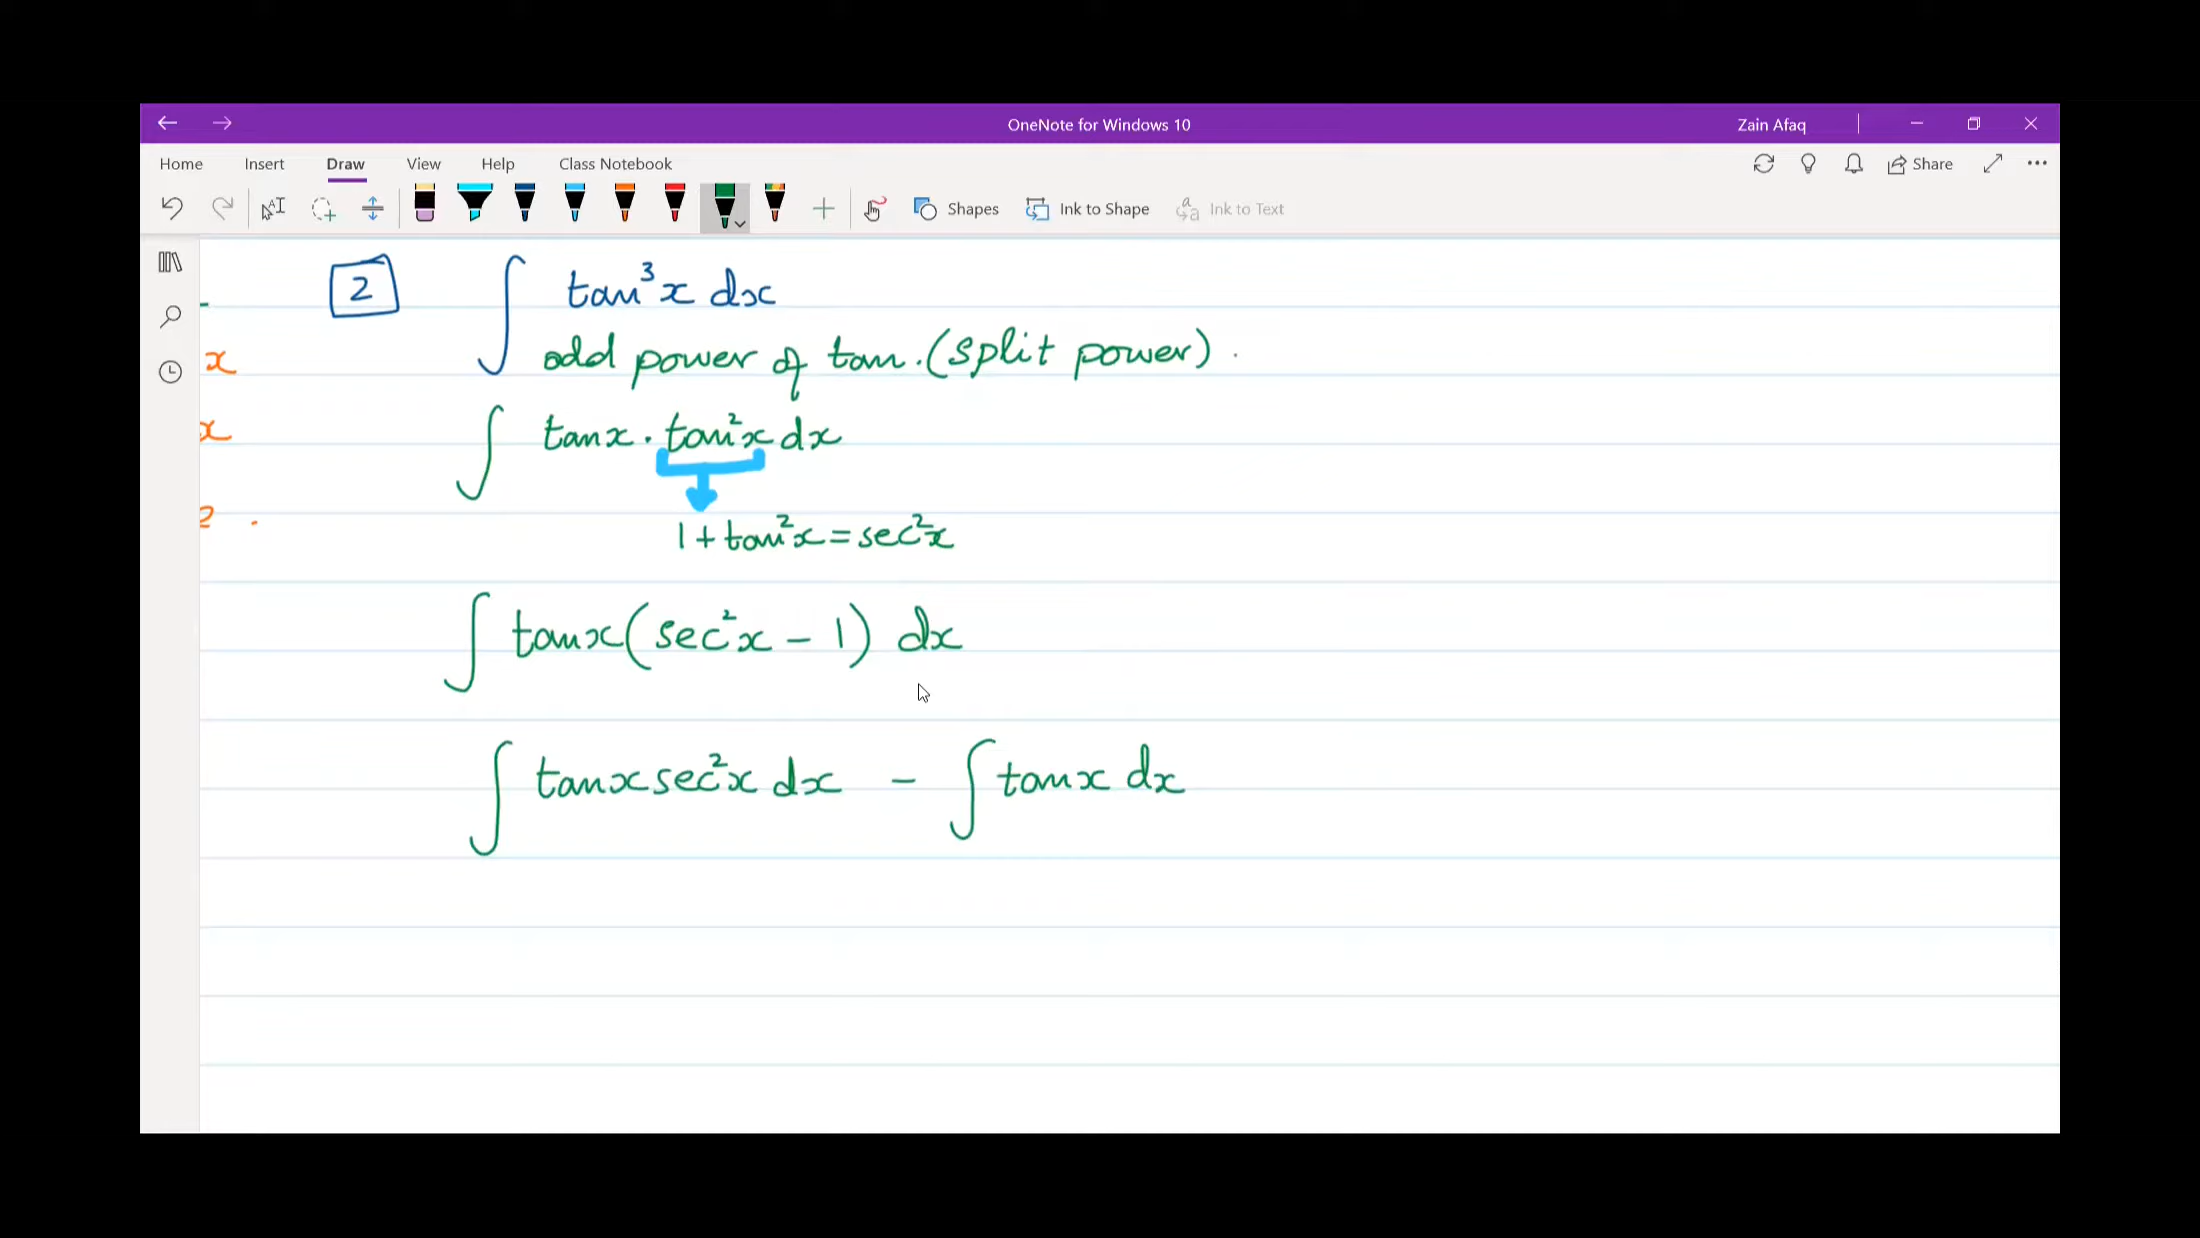 OneNote for Windows 10
Zain Afaq
Home Insert Draw View Help Class Notebook
Share
Shapes Ink to Shape Ink to Text
2 ∫ tan³x dx
odd power of tan. (split power).
x
∫ tanx · tan²x dx
x
1 + tan²x = sec²x
2 .
∫ tanx(sec²x − 1) dx
∫ tanx sec²x dx − ∫ tanx dx